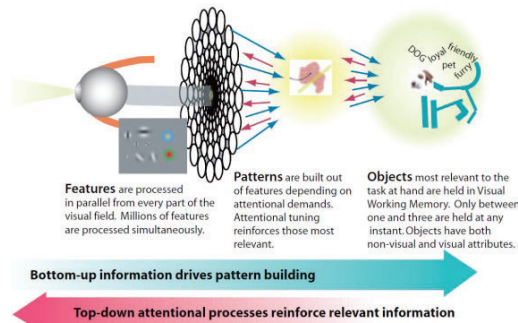 DOG loyal friendly
pet
furry
Features are processed
in parallel from every part of the
visual field. Millions of features
are processed simultaneously.
Patterns are built out
of features depending on
attentional demands.
Attentional tuning
reinforces those most
relevant.
Objects most relevant to the
task at hand are held in Visual
Working Memory. Only between
one and three are held at any
instant. Objects have both
non-visual and visual attributes.
Bottom-up information drives pattern building
Top-down attentional processes reinforce relevant information